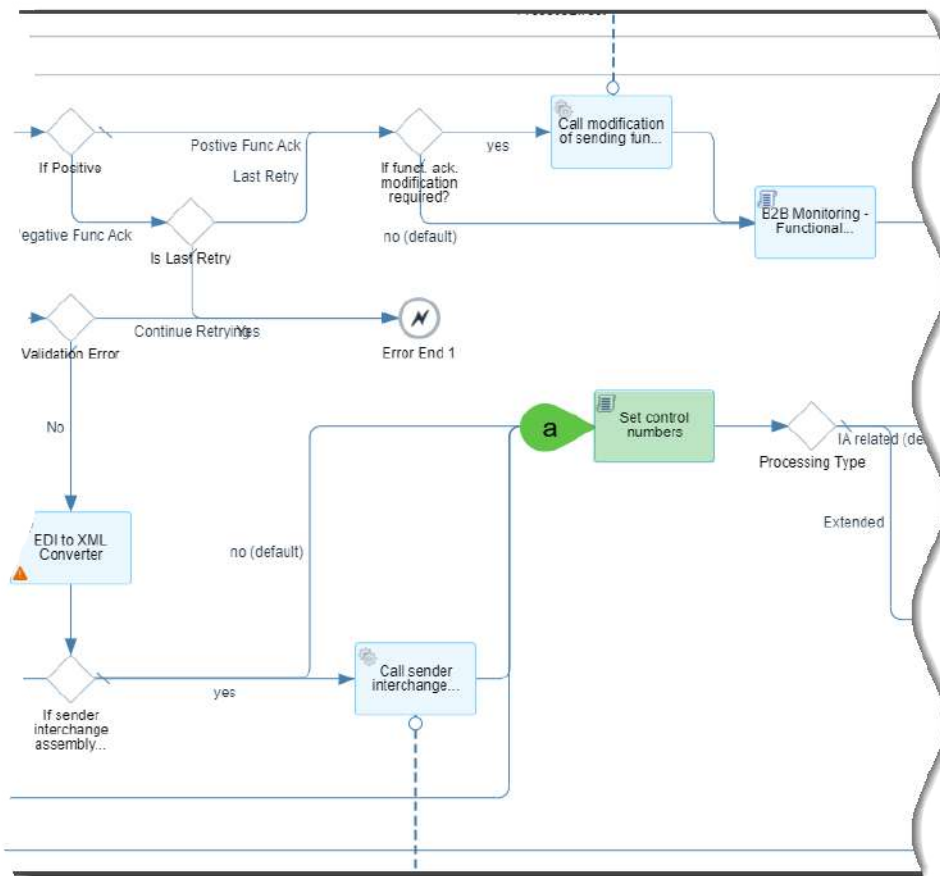 Postive Func Ack
yes
Call modification
of sending fun...
If Positive
Last Retry
If funct. ack.
modification
required?
egative Func Ack
no (default)
B2B Monitoring -
Functional...
Is Last Retry
Continue Retrying
Yes
Validation Error
Error End 1
No
a
Set control
numbers
IA related (de
Processing Type
Extended
EDI to XML
Converter
no (default)
yes
Call sender
interchange...
If sender
interchange
assembly...